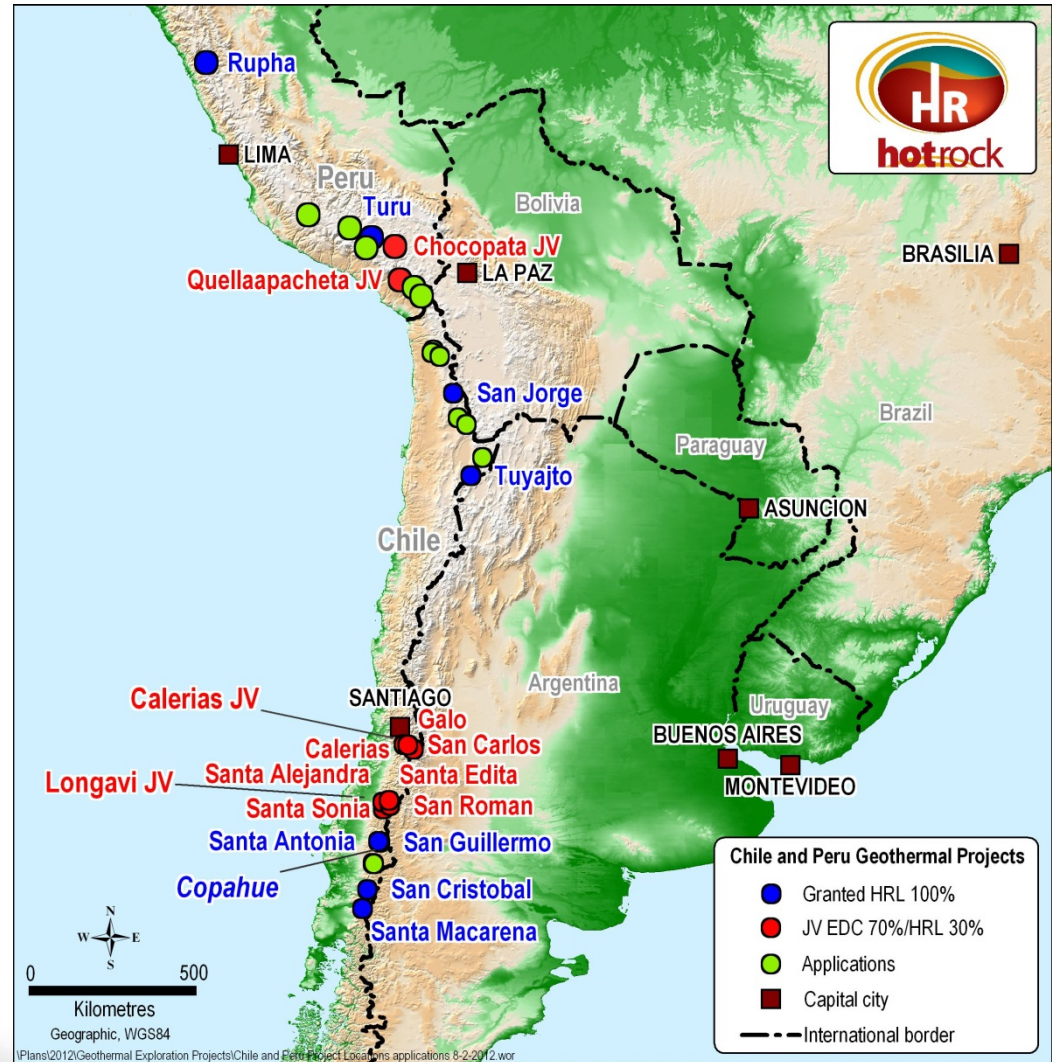 Rupha
HR
hotrock
LIMA
Peru
Turu
Bolivia
Chocopata JV
BRASILIA
Quellaapacheta JV
LA PAZ
San Jorge
Brazil
Paraguay
Tuyajto
ASUNCION
Chile
Argentina
Uruguay
Calerias JV
SANTIAGO
Galo
Calerias
San Carlos
BUENOS AIRES
Santa Alejandra
Santa Edita
MONTEVIDEO
Longavi JV
Santa Sonia
San Roman
Santa Antonia
San Guillermo
Copahue
San Cristobal
Santa Macarena
Chile and Peru Geothermal Projects
Granted HRL 100%
JV EDC 70%/HRL 30%
Applications
Capital city
International border
N
W
E
S
0 500
Kilometres
Geographic, WGS84
\Plans\2012\Geothermal Exploration Projects\Chile and Peru Project Locations applications 8-2-2012.wor